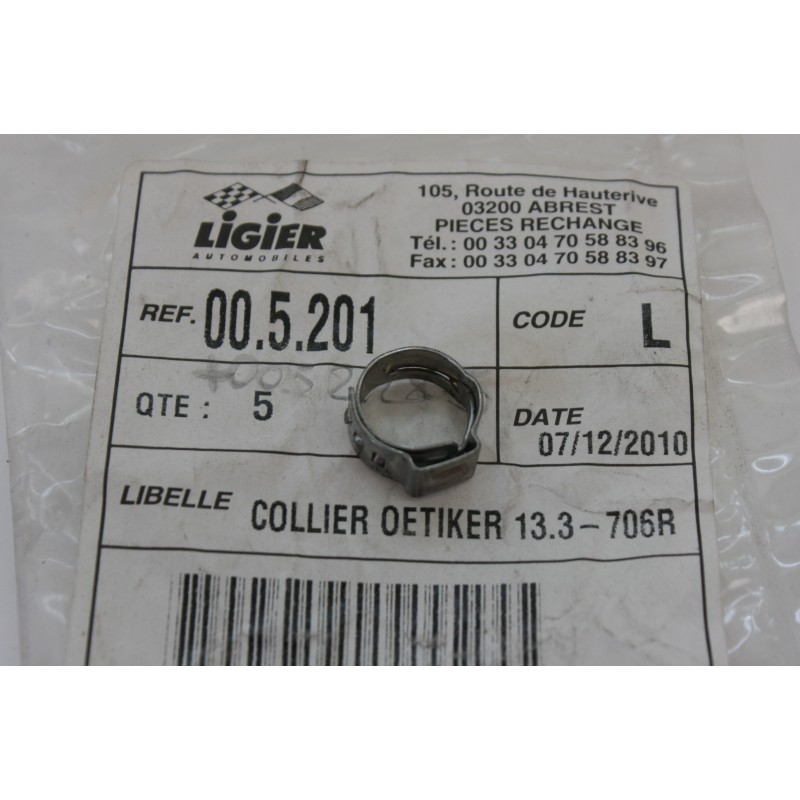 LIGIER
AUTOMOBILES
105, Route de Hauterive
03200 ABREST
PIECES RECHANGE
Tél.: 00 33 04 70 58 83 96
Fax: 00 33 04 70 58 83 97
REF. 00.5.201
CODE L
QTE : 5
DATE
07/12/2010
LIBELLE COLLIER OETIKER 13.3-706R